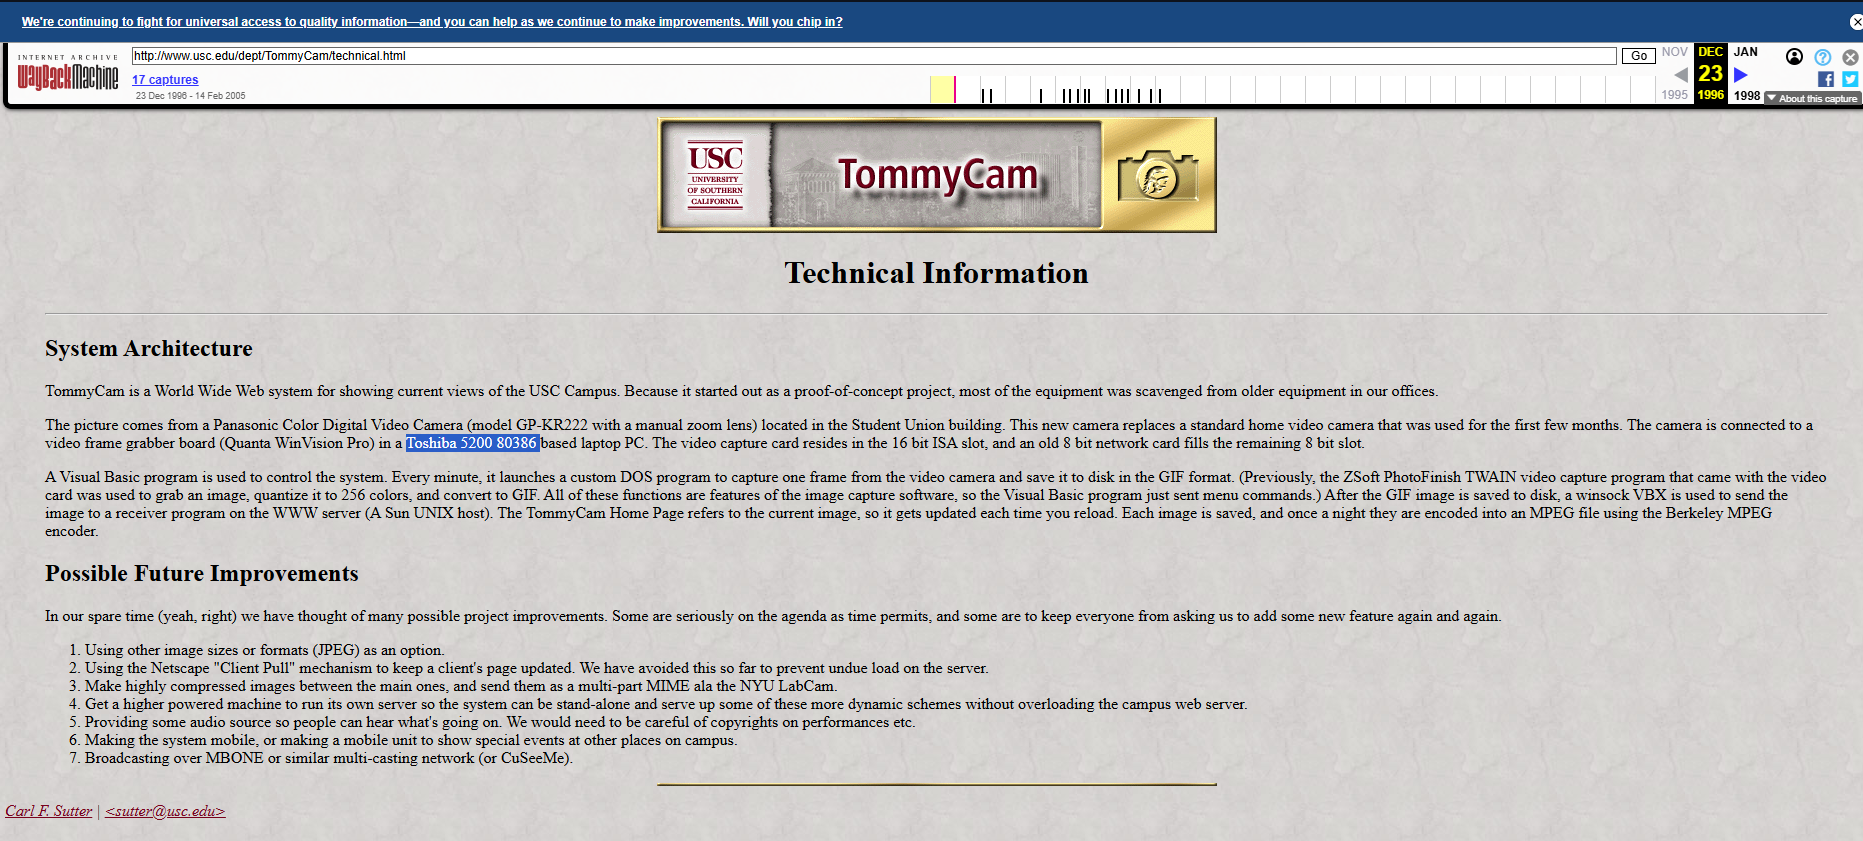 We're continuing to fight for universal access to quality information—and you can help as we continue to make improvements. Will you chip in?
INTERNET ARCHIVE
WayBackMachine
http://www.usc.edu/dept/TommyCam/technical.html
Go
NOV
DEC
JAN
17 captures
23
23 Dec 1996 - 14 Feb 2005
1995
1996
1998
About this capture
USC
UNIVERSITY
OF SOUTHERN
CALIFORNIA
TommyCam
Technical Information
System Architecture
TommyCam is a World Wide Web system for showing current views of the USC Campus. Because it started out as a proof-of-concept project, most of the equipment was scavenged from older equipment in our offices.
The picture comes from a Panasonic Color Digital Video Camera (model GP-KR222 with a manual zoom lens) located in the Student Union building. This new camera replaces a standard home video camera that was used for the first few months. The camera is connected to a
video frame grabber board (Quanta WinVision Pro) in a Toshiba 5200 80386 based laptop PC. The video capture card resides in the 16 bit ISA slot, and an old 8 bit network card fills the remaining 8 bit slot.
A Visual Basic program is used to control the system. Every minute, it launches a custom DOS program to capture one frame from the video camera and save it to disk in the GIF format. (Previously, the ZSoft PhotoFinish TWAIN video capture program that came with the video
card was used to grab an image, quantize it to 256 colors, and convert to GIF. All of these functions are features of the image capture software, so the Visual Basic program just sent menu commands.) After the GIF image is saved to disk, a winsock VBX is used to send the
image to a receiver program on the WWW server (A Sun UNIX host). The TommyCam Home Page refers to the current image, so it gets updated each time you reload. Each image is saved, and once a night they are encoded into an MPEG file using the Berkeley MPEG
encoder.
Possible Future Improvements
In our spare time (yeah, right) we have thought of many possible project improvements. Some are seriously on the agenda as time permits, and some are to keep everyone from asking us to add some new feature again and again.
1. Using other image sizes or formats (JPEG) as an option.
2. Using the Netscape "Client Pull" mechanism to keep a client's page updated. We have avoided this so far to prevent undue load on the server.
3. Make highly compressed images between the main ones, and send them as a multi-part MIME ala the NYU LabCam.
4. Get a higher powered machine to run its own server so the system can be stand-alone and serve up some of these more dynamic schemes without overloading the campus web server.
5. Providing some audio source so people can hear what's going on. We would need to be careful of copyrights on performances etc.
6. Making the system mobile, or making a mobile unit to show special events at other places on campus.
7. Broadcasting over MBONE or similar multi-casting network (or CuSeeMe).
Carl F. Sutter | <sutter@usc.edu>